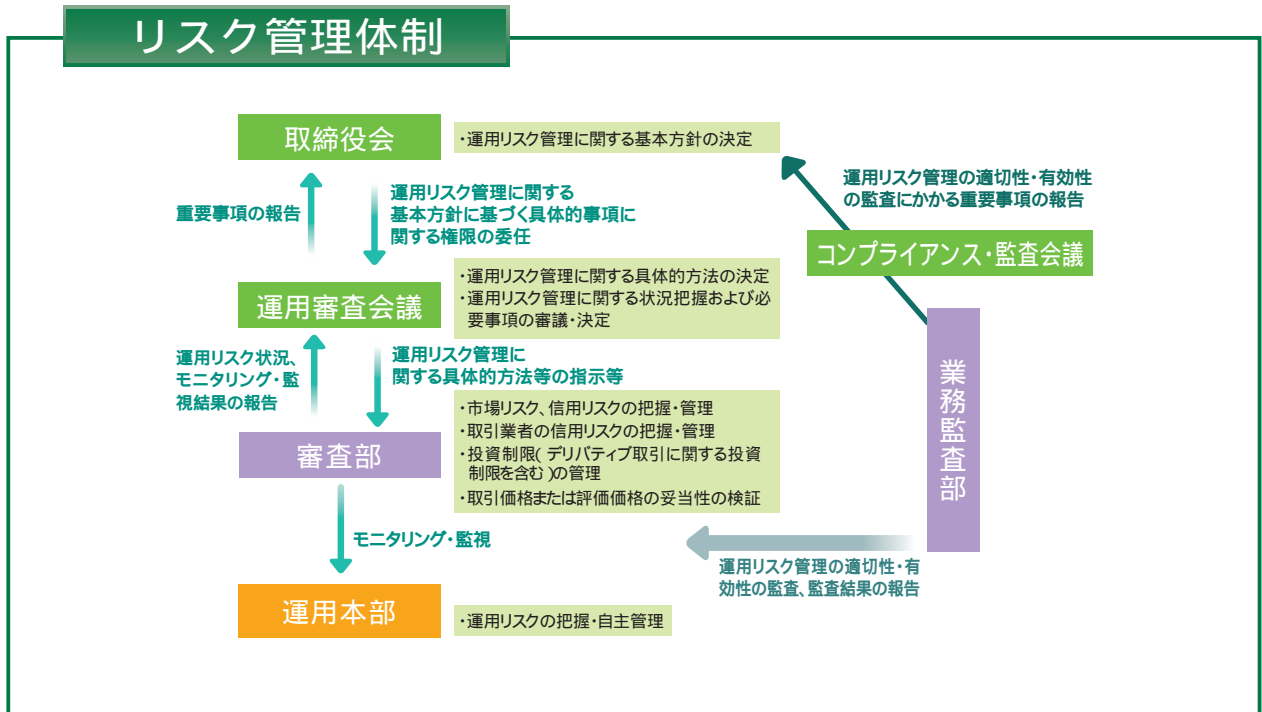 リスク管理体制
取締役会
・運用リスク管理に関する基本方針の決定
重要事項の報告
運用リスク管理に関する
基本方針に基づく具体的事項に
関する権限の委任
運用リスク管理の適切性・有効性
の監査にかかる重要事項の報告
コンプライアンス・監査会議
運用審査会議
・運用リスク管理に関する具体的方法の決定
・運用リスク管理に関する状況把握および必
要事項の審議・決定
運用リスク状況、
モニタリング・監
視結果の報告
運用リスク管理に
関する具体的方法等の指示等
業務監査部
審査部
・市場リスク、信用リスクの把握・管理
・取引業者の信用リスクの把握・管理
・投資制限(デリバティブ取引に関する投資
制限を含む)の管理
・取引価格または評価価格の妥当性の検証
モニタリング・監視
運用リスク管理の適切性・有
効性の監査、監査結果の報告
運用本部
・運用リスクの把握・自主管理